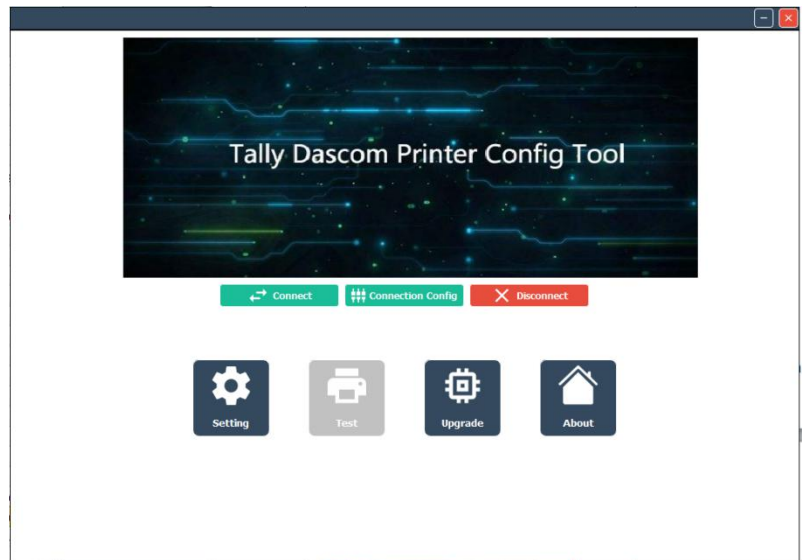 Tally Dascom Printer Config Tool
Connect
Connection Config
Disconnect
Setting
Test
Upgrade
About